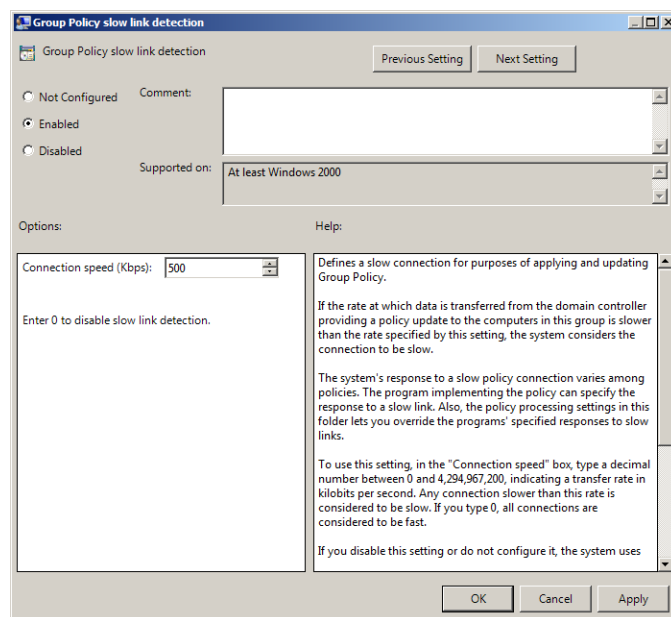 Group Policy slow link detection
Group Policy slow link detection
Previous Setting
Next Setting
Not Configured
Comment:
Enabled
Disabled
Supported on:
At least Windows 2000
Options:
Help:
Connection speed (Kbps):
500
Enter 0 to disable slow link detection.
Defines a slow connection for purposes of applying and updating
Group Policy.
If the rate at which data is transferred from the domain controller
providing a policy update to the computers in this group is slower
than the rate specified by this setting, the system considers the
connection to be slow.
The system's response to a slow policy connection varies among
policies. The program implementing the policy can specify the
response to a slow link. Also, the policy processing settings in this
folder lets you override the programs' specified responses to slow
links.
To use this setting, in the "Connection speed" box, type a decimal
number between 0 and 4,294,967,200, indicating a transfer rate in
kilobits per second. Any connection slower than this rate is
considered to be slow. If you type 0, all connections are
considered to be fast.
If you disable this setting or do not configure it, the system uses
OK
Cancel
Apply